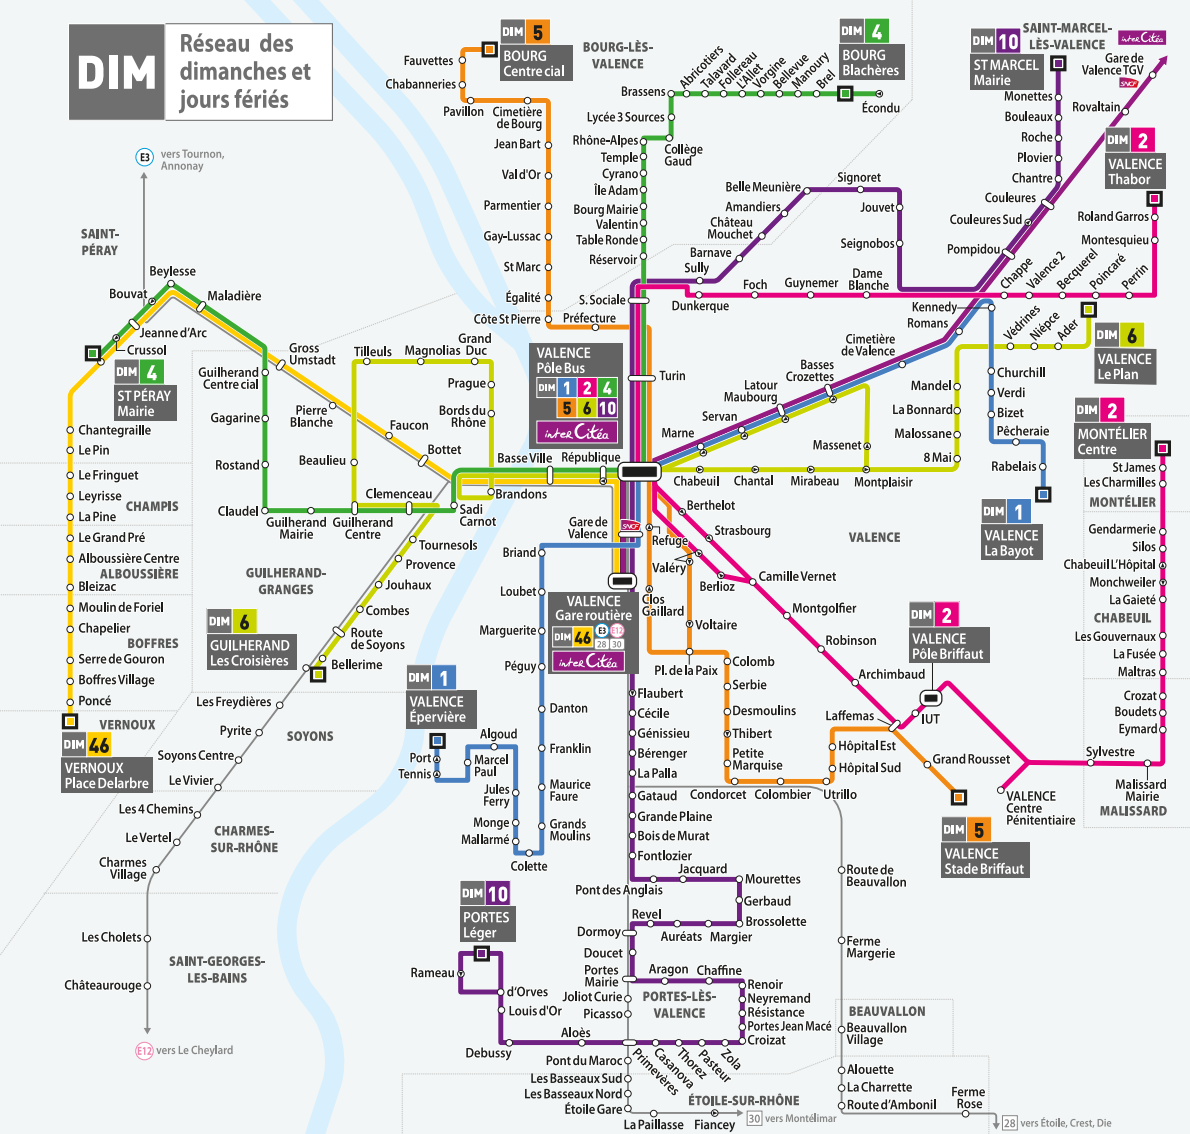 DIM
Réseau des
dimanches et
jours fériés
E3
vers Tournon,
Annonay
SAINT-
PÉRAY
Beylesse
Bouvat
Maladière
Jeanne d'Arc
Crussol
DIM 4
ST PÉRAY
Mairie
Chantegraille
Le Pin
Le Fringuet
Leyrisse
CHAMPIS
La Pine
Le Grand Pré
Alboussière Centre
ALBOUSSIÈRE
Bleizac
Moulin de Foriel
Chapelier
BOFFRES
Serre de Gouron
Boffres Village
Poncé
VERNOUX
DIM 46
VERNOUX
Place Delarbre
Gross
Umstadt
Guilherand
Centre cial
Gagarine
Rostand
Claudel
Guilherand
Mairie
Guilherand
Centre
Pierre
Blanche
Faucon
Bottet
Beaulieu
Clemenceau
Tilleuls
Magnolias
Grand
Duc
Prague
Bords du
Rhône
Brandons
Sadi
Carnot
Basse Ville
République
Tournesols
Provence
Jouhaux
Combes
Route
de Soyons
Bellerime
GUILHERAND-
GRANGES
DIM 6
GUILHERAND
Les Croisières
Les Freydières
Pyrite
SOYONS
Soyons Centre
Le Vivier
Les 4 Chemins
Le Vertel
CHARMES-
SUR-RHÔNE
Charmes
Village
Les Cholets
SAINT-GEORGES-
LES-BAINS
Châteaurouge
E12
vers Le Cheylard
DIM 5
BOURG
Centre cial
BOURG-LÈS-
VALENCE
Fauvettes
Chabanneries
Pavillon
Cimetière
de Bourg
Jean Bart
Val d'Or
Parmentier
Gay-Lussac
St Marc
Égalité
Côte St Pierre
Préfecture
DIM 4
BOURG
Blachères
Abricotiers
Talavard
Follereau
L'Allet
Vorgine
Bellevue
Manoury
Brel
Écondu
Brassens
Lycée 3 Sources
Rhône-Alpes
Collège
Gaud
Temple
Cyrano
Île Adam
Bourg Mairie
Valentin
Table Ronde
Réservoir
S. Sociale
Turin
VALENCE
Pôle Bus
DIM 1 2 4
5 6 10
interCitéa
Belle Meunière
Signoret
Amandiers
Château
Mouchet
Jouvet
Barnave
Seignobos
Sully
Dunkerque
Foch
Guynemer
Dame
Blanche
DIM 10
ST MARCEL
Mairie
SAINT-MARCEL-
LÈS-VALENCE
interCitéa
Gare de
Valence TGV
SNCF
Rovaltain
Monettes
Bouleaux
Roche
Plovier
Chantre
Couleures
Couleures Sud
Pompidou
DIM 2
VALENCE
Thabor
Roland Garros
Montesquieu
Chappe
Valence 2
Becquerel
Poincaré
Perrin
Kennedy
Romans
Védrines
Niépce
Ader
DIM 6
VALENCE
Le Plan
Cimetière
de Valence
Basses
Crozettes
Latour
Maubourg
Servan
Marne
Churchill
Verdi
Bizet
Pêcheraie
Rabelais
DIM 1
VALENCE
La Bayot
Mandel
La Bonnard
Malossane
8 Mai
Massenet
Chabeuil
Chantal
Mirabeau
Montplaisir
VALENCE
DIM 2
MONTÉLIER
Centre
St James
Les Charmilles
MONTÉLIER
Gendarmerie
Silos
Chabeuil L'Hôpital
Monchweiler
La Gaieté
CHABEUIL
Les Gouvernaux
La Fusée
Maltras
Crozat
Boudets
Eymard
Sylvestre
Malissard
Mairie
MALISSARD
Gare de
Valence
SNCF
Berthelot
Strasbourg
Refuge
Valéry
Berlioz
Camille Vernet
Montgolfier
Robinson
Archimbaud
DIM 2
VALENCE
Pôle Briffaut
Laffemas
IUT
Hôpital Est
Hôpital Sud
Grand Rousset
VALENCE
Centre
Pénitentiaire
DIM 5
VALENCE
Stade Briffaut
Clos
Gaillard
Voltaire
Pl. de la Paix
Colomb
Serbie
Desmoulins
Thibert
Petite
Marquise
Condorcet
Colombier
Utrillo
VALENCE
Gare routière
DIM 46 E3 E12
28 30
interCitéa
Briand
Loubet
Marguerite
Péguy
Danton
Franklin
Maurice
Faure
Grands
Moulins
Colette
Mallarmé
Monge
Jules
Ferry
Algoud
Marcel
Paul
DIM 1
VALENCE
Épervière
Port
Tennis
Flaubert
Cécile
Génissieu
Bérenger
La Palla
Gataud
Grande Plaine
Bois de Murat
Fontlozier
Pont des Anglais
Jacquard
Mourettes
Gerbaud
Brossolette
Margier
Auréats
Revel
Dormoy
Doucet
Portes
Mairie
Aragon
Chaffine
Renoir
Neyremand
Résistance
Portes Jean Macé
Croizat
PORTES-LÈS-
VALENCE
Joliot Curie
Picasso
Zola
Pasteur
Thorez
Casanova
Primevères
Aloès
Debussy
Louis d'Or
d'Orves
Rameau
DIM 10
PORTES
Léger
Pont du Maroc
Les Basseaux Sud
Les Basseaux Nord
Étoile Gare
La Paillasse
Fiancey
ÉTOILE-SUR-RHÔNE
30 vers Montélimar
Route de
Beauvallon
Ferme
Margerie
BEAUVALLON
Beauvallon
Village
Alouette
La Charrette
Route d'Ambonil
Ferme
Rose
28 vers Étoile, Crest, Die